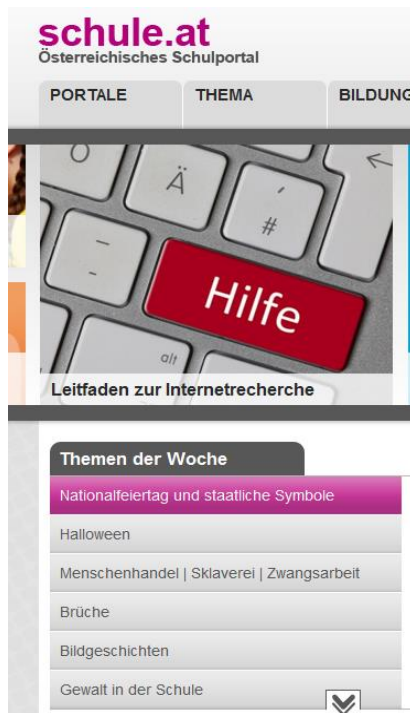 schule.at
Österreichisches Schulportal
PORTALE THEMA BILDUNG
Ö
Ä
#
Hilfe
alt
Leitfaden zur Internetrecherche
Themen der Woche
Nationalfeiertag und staatliche Symbole
Halloween
Menschenhandel | Sklaverei | Zwangsarbeit
Brüche
Bildgeschichten
Gewalt in der Schule